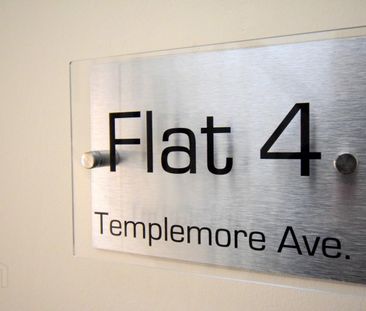 Flat 4
Templemore Ave.